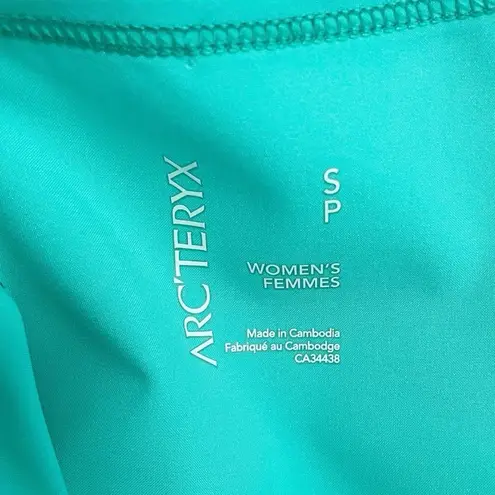 ARC'TERYX
S
P
WOMEN'S
FEMMES
Made in Cambodia
Fabriqué au Cambodge
CA34438